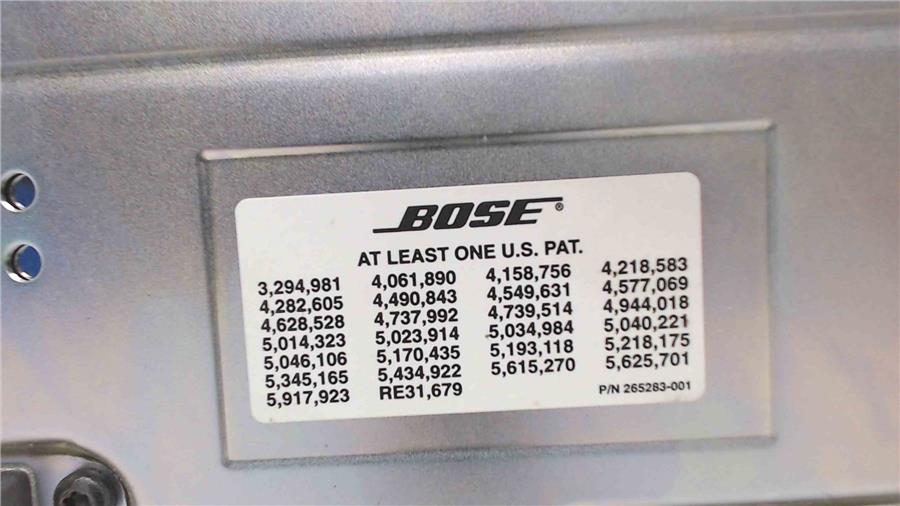 BOSE®
AT LEAST ONE U.S. PAT.
3,294,981 4,061,890 4,158,756 4,218,583
4,282,605 4,490,843 4,549,631 4,577,069
4,628,528 4,737,992 4,739,514 4,944,018
5,014,323 5,023,914 5,034,984 5,040,221
5,046,106 5,170,435 5,193,118 5,218,175
5,345,165 5,434,922 5,615,270 5,625,701
5,917,923 RE31,679 P/N 265283-001